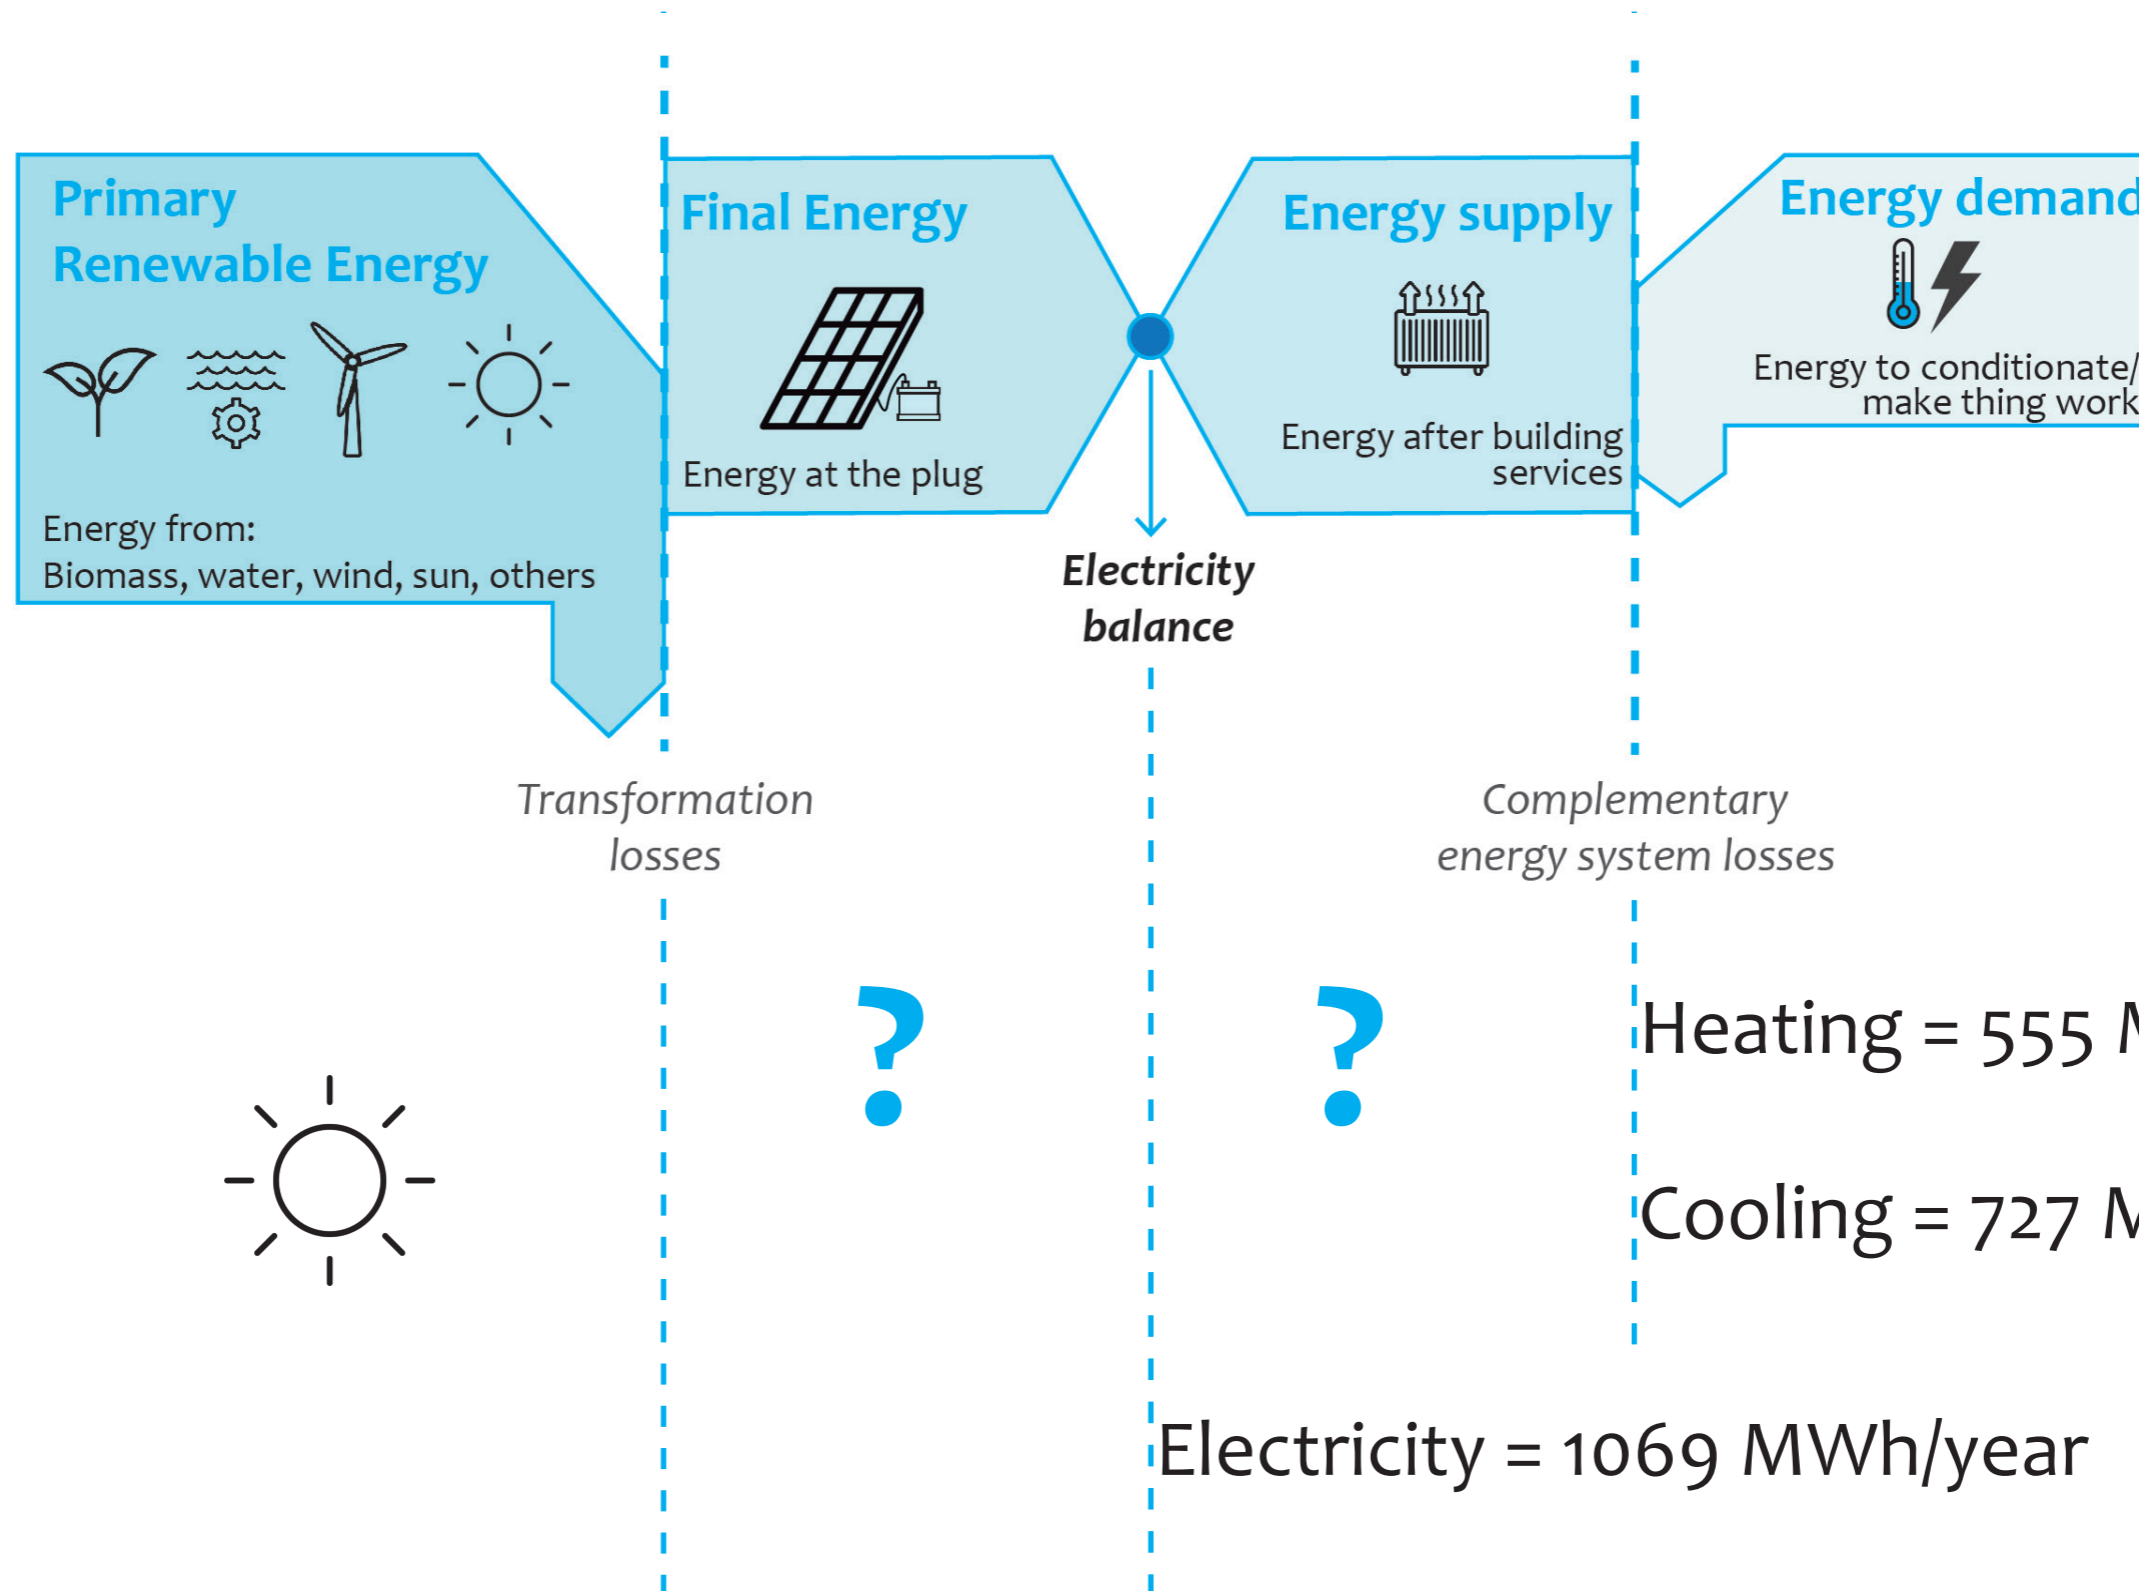 Primary
Renewable Energy
Energy from:
Biomass, water, wind, sun, others
Final Energy
Energy at the plug
Energy supply
Energy after building
services
Energy demand
Energy to conditionate/
make thing work
Electricity
balance
Transformation
losses
Complementary
energy system losses
?
?
Heating = 555
Cooling = 727
Electricity = 1069 MWh/year